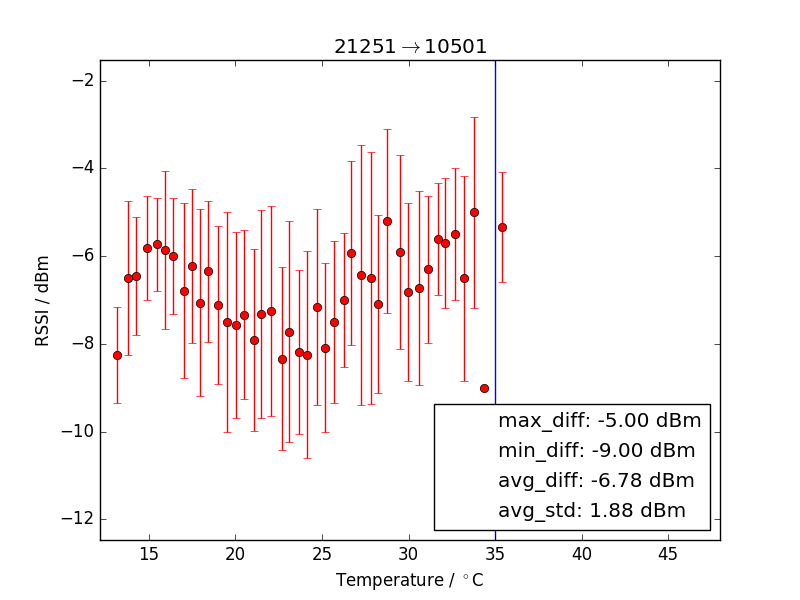 21251→10501
−2
−4
−6
−8
−10
−12
RSSI / dBm
max_diff: -5.00 dBm
min_diff: -9.00 dBm
avg_diff: -6.78 dBm
avg_std: 1.88 dBm
15 20 25 30 35 40 45
Temperature / °C